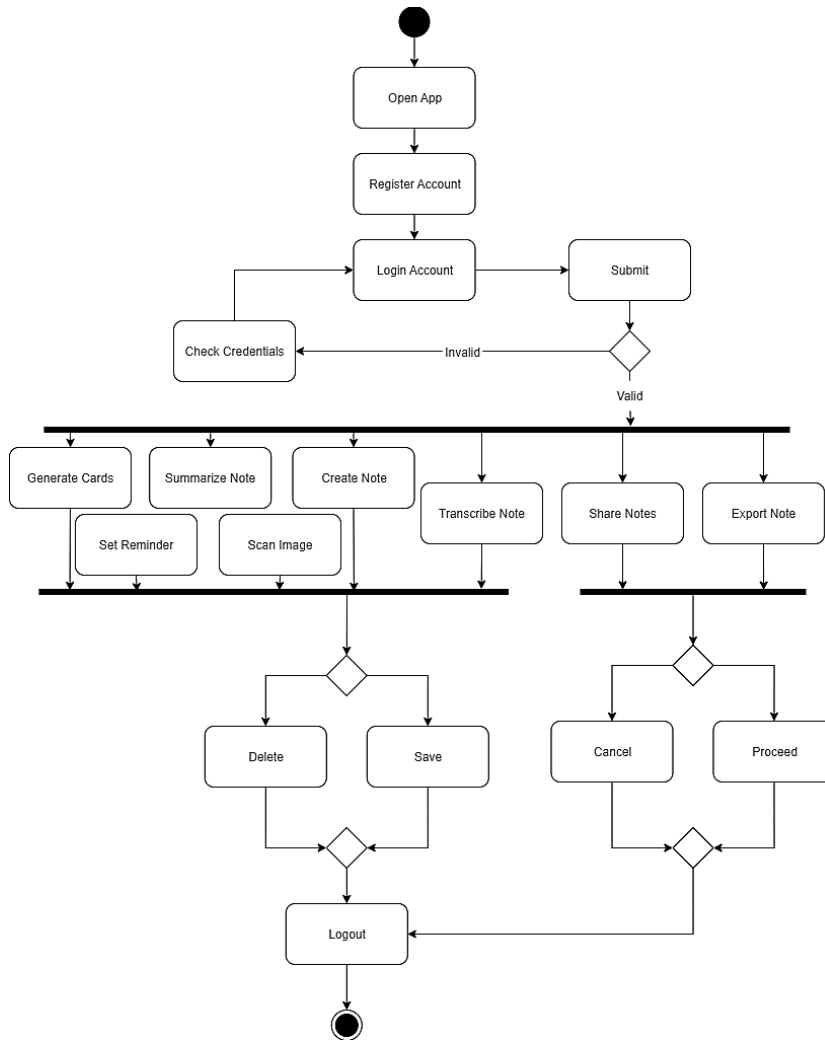 Open App
Register Account
Login Account
Submit
Check Credentials
Invalid
Valid
Generate Cards
Summarize Note
Create Note
Transcribe Note
Share Notes
Export Note
Set Reminder
Scan Image
Delete
Save
Cancel
Proceed
Logout